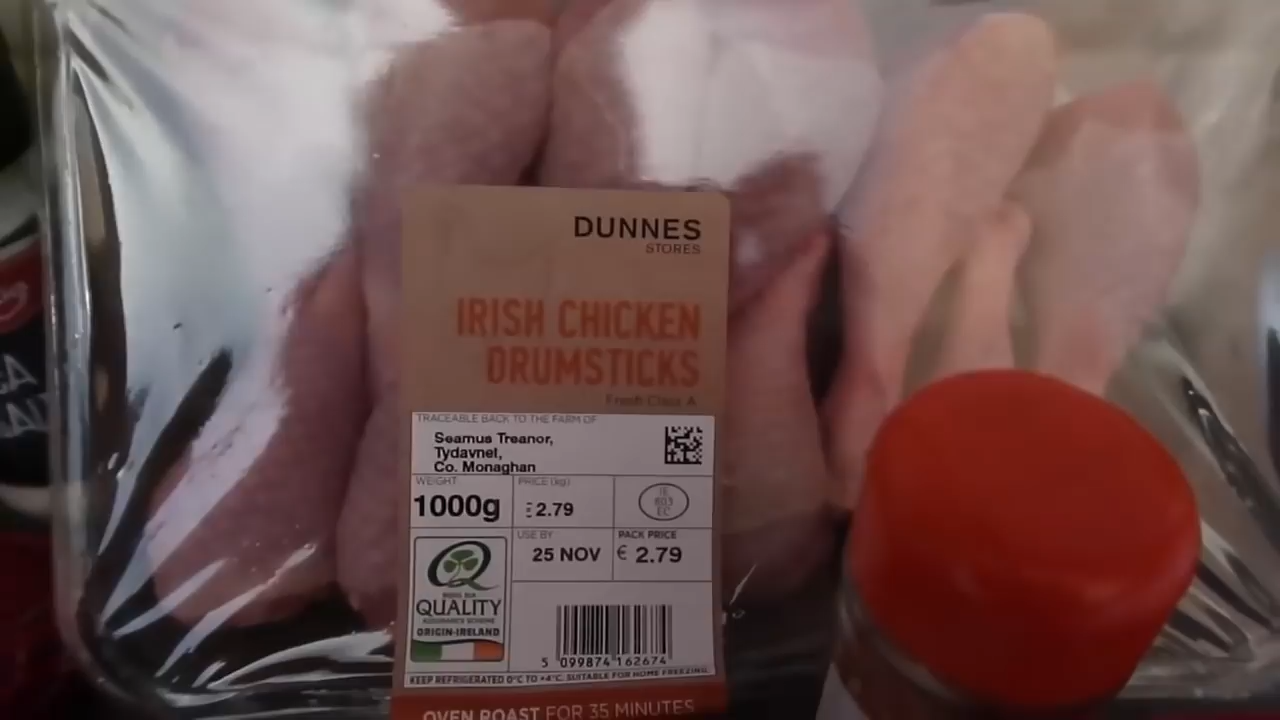 DUNNES
STORES
IRISH CHICKEN
DRUMSTICKS
Fresh Class A
TRACEABLE BACK TO THE FARM OF
Seamus Treanor,
Tydavnel,
Co. Monaghan
WEIGHT
1000g
PRICE (kg)
€2.79
IE
803
EC
USE BY
25 NOV
PACK PRICE
€ 2.79
QUALITY
ORIGIN-IRELAND
5 099874 162674
KEEP REFRIGERATED 0°C TO +4°C. SUITABLE FOR HOME FREEZING.
OVEN ROAST FOR 35 MINUTES